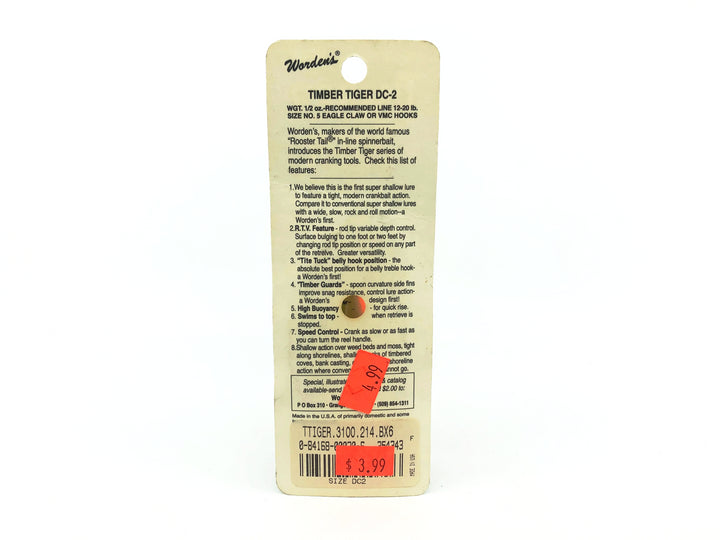 Worden's®
TIMBER TIGER DC-2
WGT. 1/2 oz.-RECOMMENDED LINE 12-20 lb.
SIZE NO. 5 EAGLE CLAW OR VMC HOOKS
Worden's, makers of the world famous
"Rooster Tail®" in-line spinnerbait,
introduces the Timber Tiger series of
modern cranking tools. Check this list of
features:
1.We believe this is the first super shallow lure
to feature a tight, modern crankbait action.
Compare it to conventional super shallow lures
with a wide, slow, rock and roll motion--a
Worden's first.
2.R.T.V. Feature - rod tip variable depth control.
Surface bulging to one foot or two feet by
changing rod tip position or speed on any part
of the retreive. Greater versatility.
3. "Tite Tuck" belly hook position - the
absolute best position for a belly treble hook-
a Worden's first!
4. "Timber Guards" - spoon curvature side fins
improve snag resistance, control lure action-
a Worden's design first!
5. High Buoyancy - for quick rise.
6. Swims to top - when retrieve is
stopped.
7. Speed Control - Crank as slow or as fast as
you can turn the reel handle.
8.Shallow action over weed beds and moss, tight
along shorelines, of timbered
coves, bank casting, shoreline
action where go.
Special, & catalog
available-send $2.00 to:
P O Box 310 - (509) 854-1311
Made in the U.S.A. of primarily domestic and some
4.99
TTIGER.3100.214.BX6
F
MADE IN USA
$ 3.99
SIZE DC2